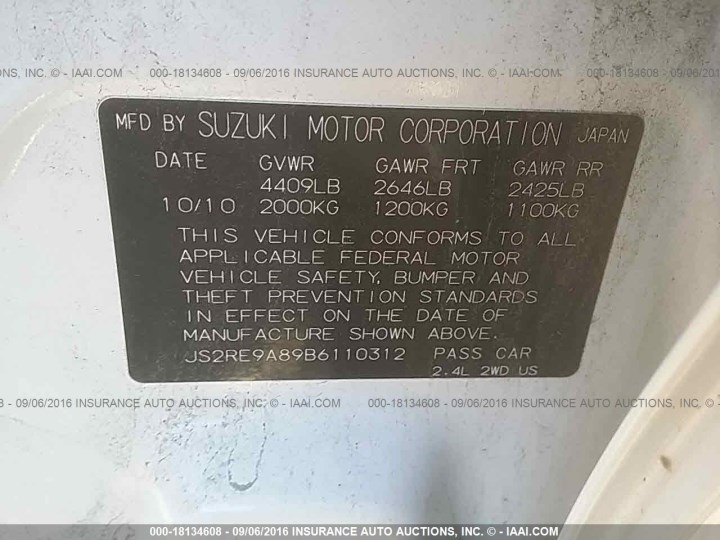 INSURANCE AUTO AUCTIONS, INC. © - IAAI.COM 000-18134608 - 09/06/2016 INSURANCE AUTO AUCTIONS, INC. © - IAAI.COM 000-18134608
MFD BY SUZUKI MOTOR CORPORATION JAPAN
DATE GVWR GAWR FRT GAWR RR
4409LB 2646LB 2425LB
10/10 2000KG 1200KG 1100KG
THIS VEHICLE CONFORMS TO ALL
APPLICABLE FEDERAL MOTOR
VEHICLE SAFETY, BUMPER AND
THEFT PREVENTION STANDARDS
IN EFFECT ON THE DATE OF
MANUFACTURE SHOWN ABOVE.
JS2RE9A89B6110312 PASS CAR
2.4L 2WD US
- 09/06/2016 INSURANCE AUTO AUCTIONS, INC. © - IAAI.COM 000-18134608 - 09/06/2016 INSURANCE AUTO AUCTIONS, INC. ©
000-18134608 - 09/06/2016 INSURANCE AUTO AUCTIONS, INC. © - IAAI.COM